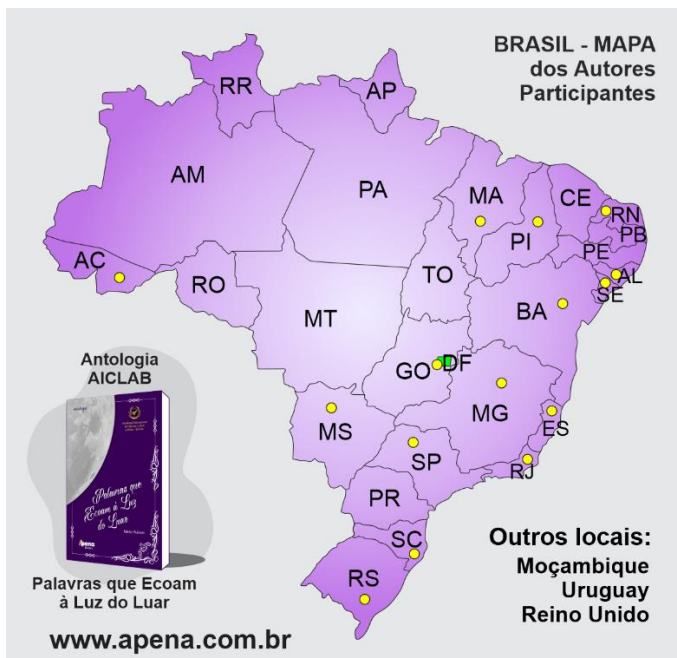 BRASIL - MAPA
dos Autores
Participantes
RR
AP
AM
PA
MA
CE
RN
PB
PI
PE
AC
AL
TO
SE
RO
BA
MT
DF
GO
MG
MS
ES
SP
RJ
PR
SC
RS
Antologia
AICLAB
Palavras que
Ecoam à Luz
do Luar
Apena
Palavras que Ecoam
à Luz do Luar
Outros locais:
Moçambique
Uruguay
Reino Unido
www.apena.com.br